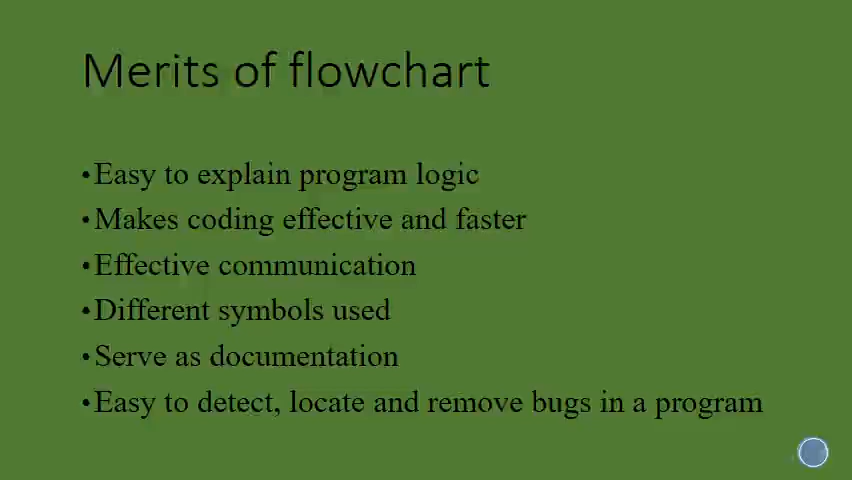 Merits of flowchart
•Easy to explain program logic
•Makes coding effective and faster
•Effective communication
•Different symbols used
•Serve as documentation
•Easy to detect, locate and remove bugs in a program